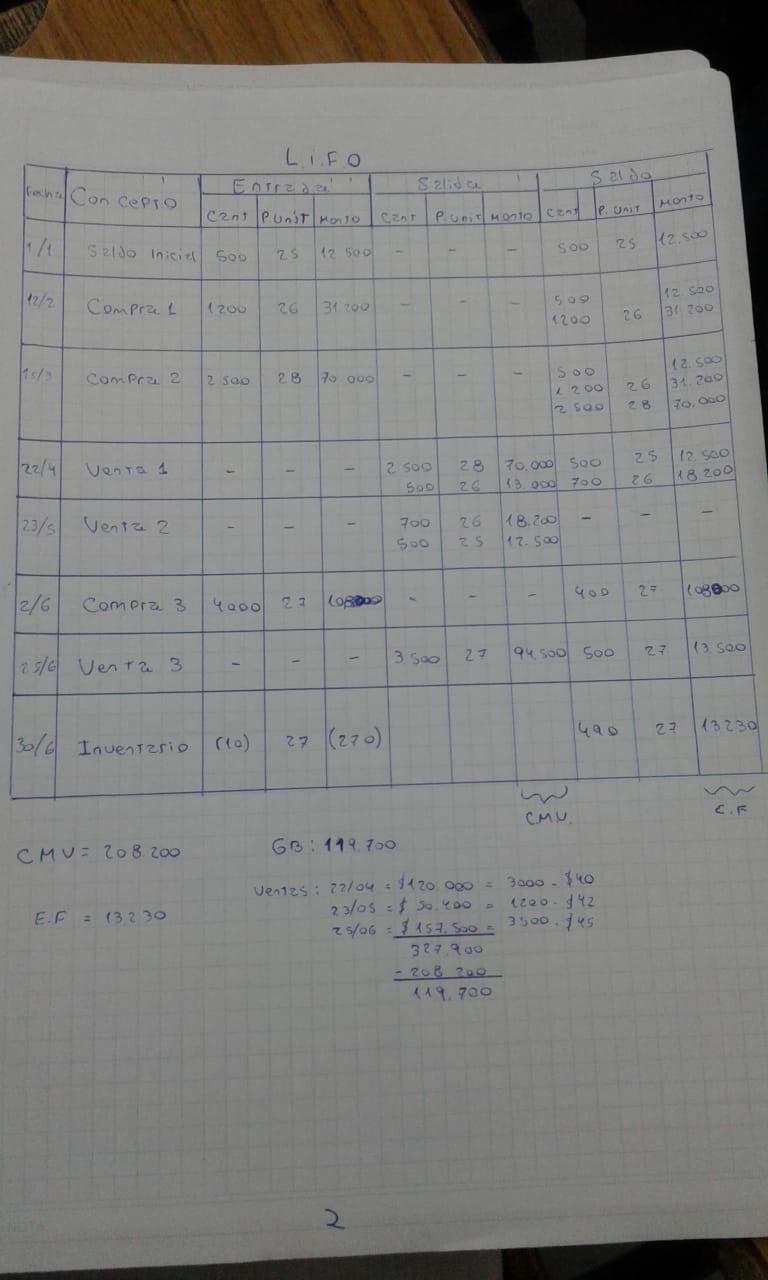 L.I.F.O
Fecha Concepto Entrada Salida Saldo
Cant P.Unit Monto Cant P.Unit Monto Cant P.Unit Monto
1/1 Saldo Inicial 500 25 12 500 - - - 500 25 12.500
12/2 Compra 1 1200 26 31 200 - - - 500 12 500
1200 26 31 200
15/3 Compra 2 2 500 28 70.000 - - - 500 12.500
1 200 26 31.200
2 500 28 70.000
22/4 Venta 1 - - - 2 500 28 70.000 500 25 12.500
500 26 13.000 700 26 18 200
23/5 Venta 2 - - - 700 26 18.200 - - -
500 25 12.500
2/6 Compra 3 4000 27 108000 - - - 400 27 108000
25/6 Venta 3 - - - 3.500 27 94.500 500 27 13.500
30/6 Inventario (10) 27 (270) 490 27 13230
CMV. E.F
CMV = 208.200 GB: 119.700
Ventas: 22/04 = $120.000 = 3000 . $40
E.F = 13.230 23/05 = $ 50.400 = 1200 . $42
25/06 = $ 157.500 = 3500 . $45
327.900
- 208 200
119.700
2